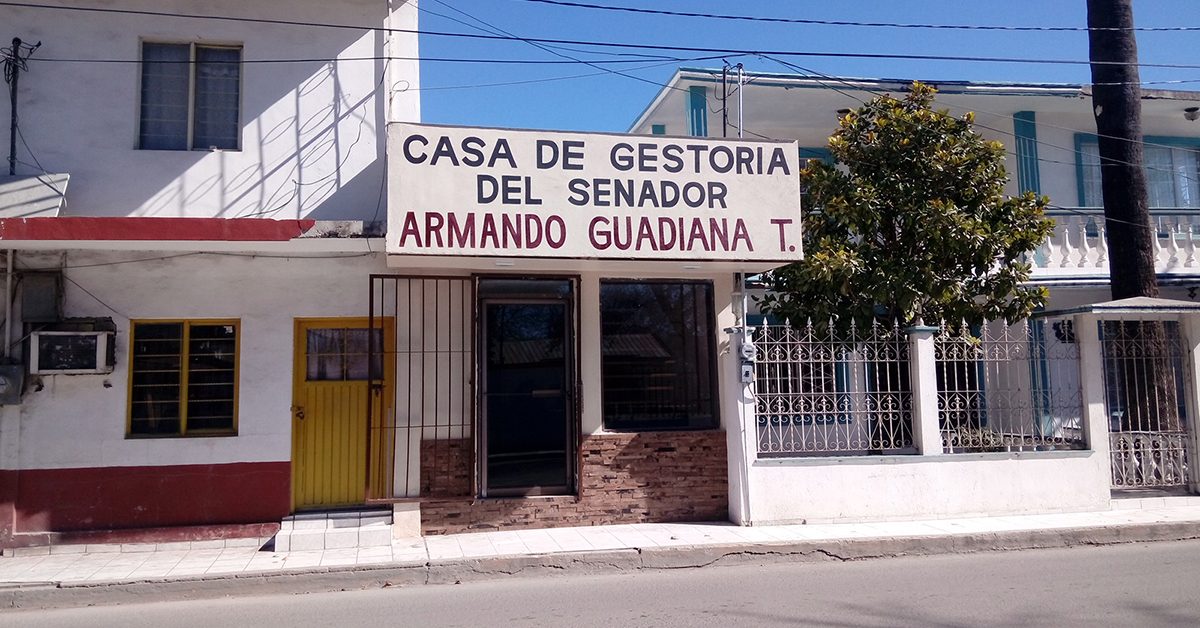 CASA DE GESTORIA
DEL SENADOR
ARMANDO GUADIANA T.